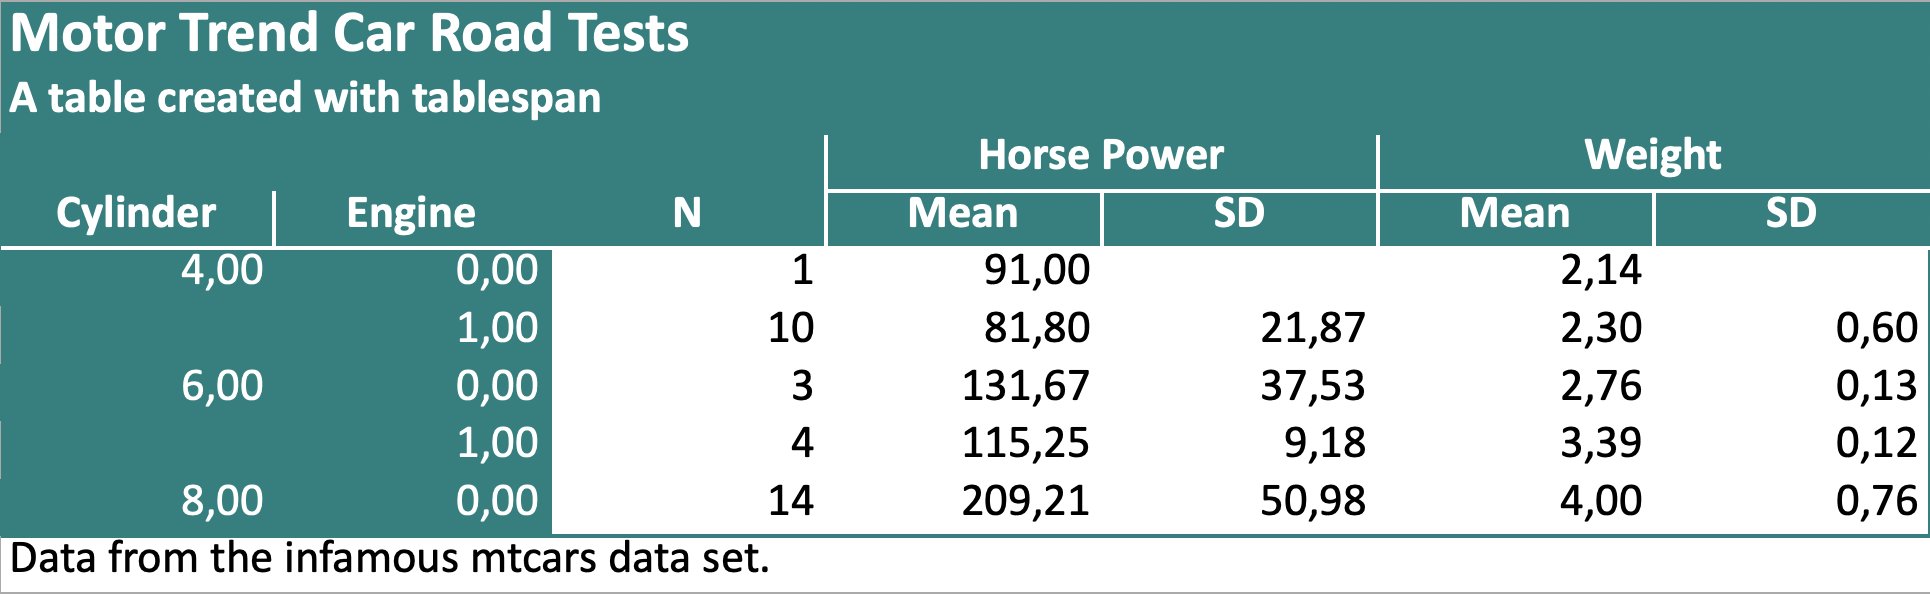 Motor Trend Car Road Tests
A table created with tablespan
Horse Power Weight
Cylinder Engine N Mean SD Mean SD
4,00 0,00 1 91,00 2,14
1,00 10 81,80 21,87 2,30 0,60
6,00 0,00 3 131,67 37,53 2,76 0,13
1,00 4 115,25 9,18 3,39 0,12
8,00 0,00 14 209,21 50,98 4,00 0,76
Data from the infamous mtcars data set.